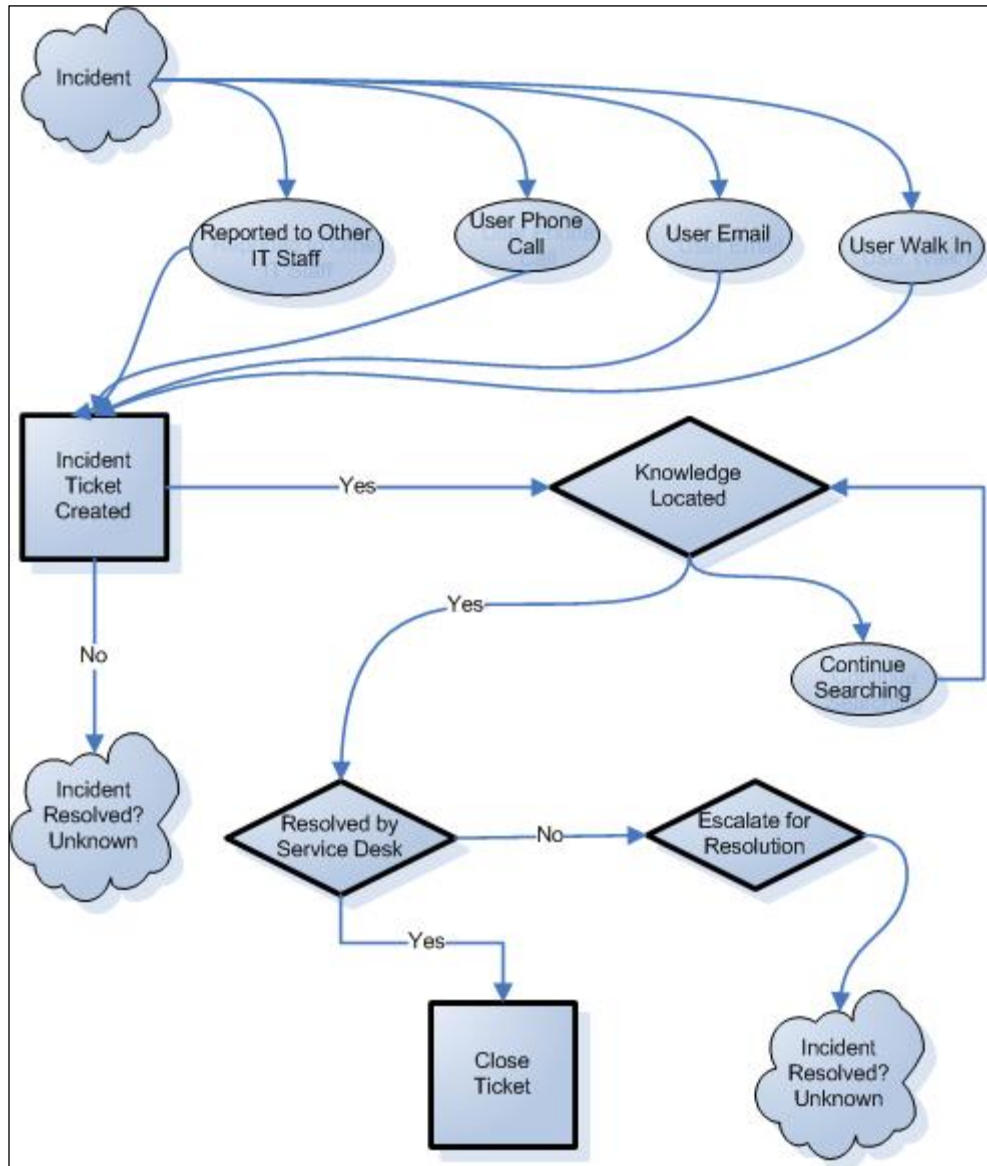 Incident
Reported to Other
IT Staff
User Phone
Call
User Email
User Walk In
Incident
Ticket
Created
Yes
Knowledge
Located
Yes
No
Continue
Searching
Incident
Resolved?
Unknown
Resolved by
Service Desk
No
Escalate for
Resolution
Yes
Close
Ticket
Incident
Resolved?
Unknown